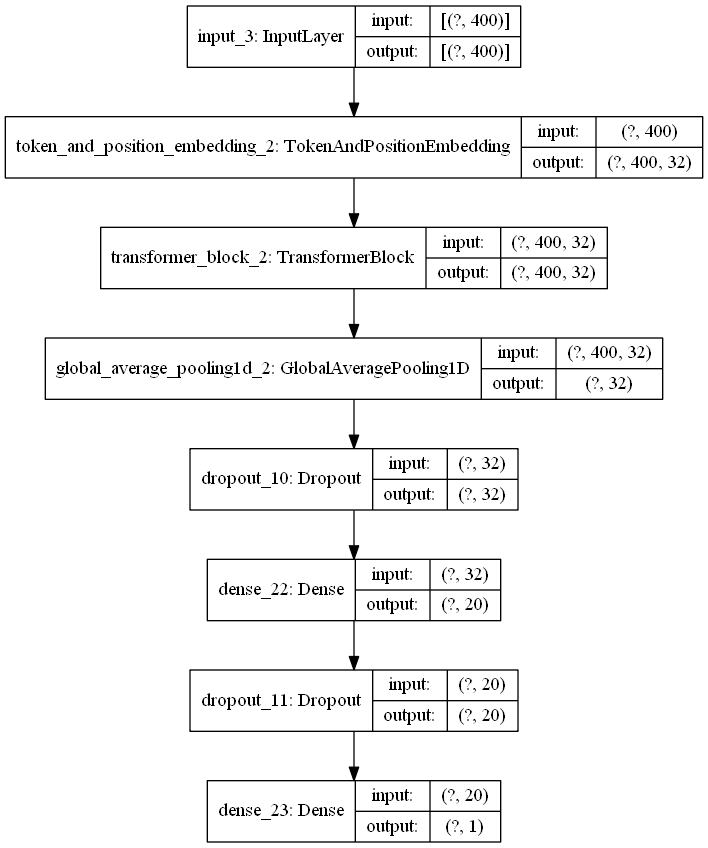 input_3: InputLayer
input:
[(?, 400)]
output:
[(?, 400)]
token_and_position_embedding_2: TokenAndPositionEmbedding
input:
(?, 400)
output:
(?, 400, 32)
transformer_block_2: TransformerBlock
input:
(?, 400, 32)
output:
(?, 400, 32)
global_average_pooling1d_2: GlobalAveragePooling1D
input:
(?, 400, 32)
output:
(?, 32)
dropout_10: Dropout
input:
(?, 32)
output:
(?, 32)
dense_22: Dense
input:
(?, 32)
output:
(?, 20)
dropout_11: Dropout
input:
(?, 20)
output:
(?, 20)
dense_23: Dense
input:
(?, 20)
output:
(?, 1)